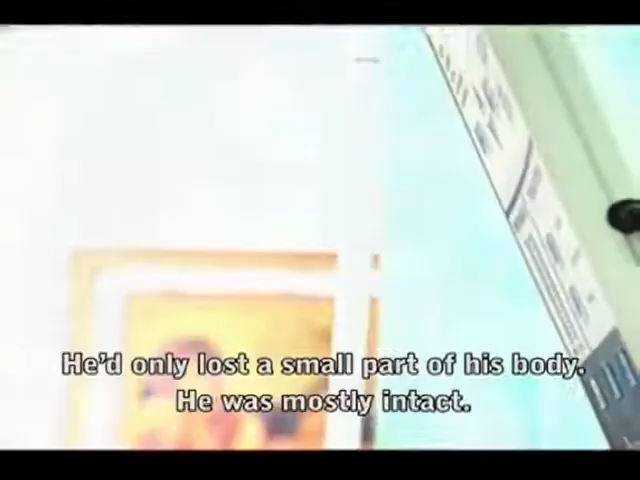 He'd only lost a small part of his body.
He was mostly intact.